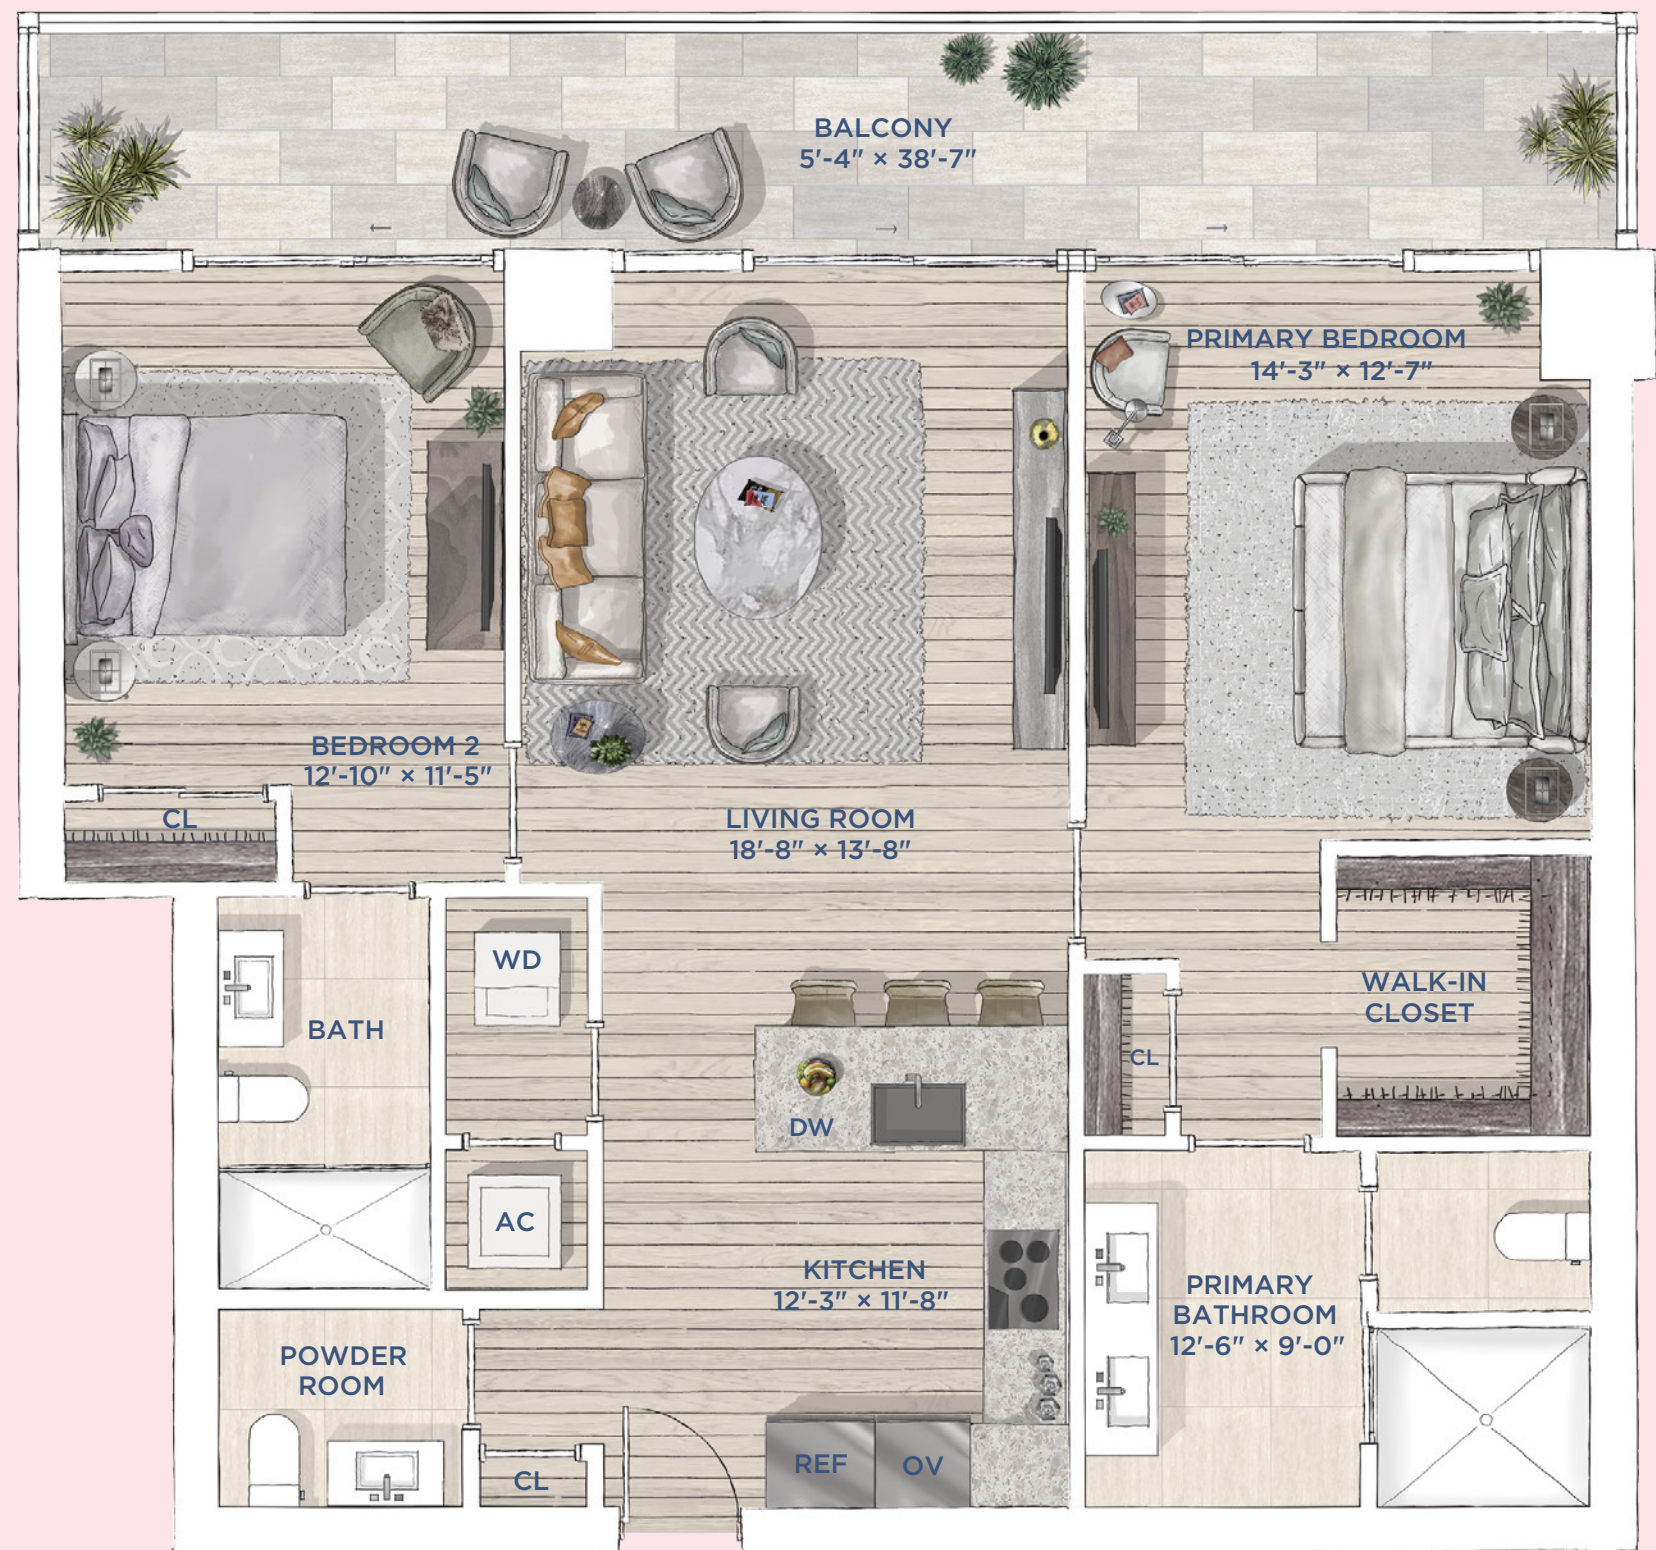 BALCONY
5'-4" × 38'-7"
PRIMARY BEDROOM
14'-3" × 12'-7"
BEDROOM 2
12'-10" × 11'-5"
CL
LIVING ROOM
18'-8" × 13'-8"
WD
BATH
WALK-IN
CLOSET
CL
DW
AC
KITCHEN
12'-3" × 11'-8"
PRIMARY
BATHROOM
12'-6" × 9'-0"
POWDER
ROOM
REF
OV
CL